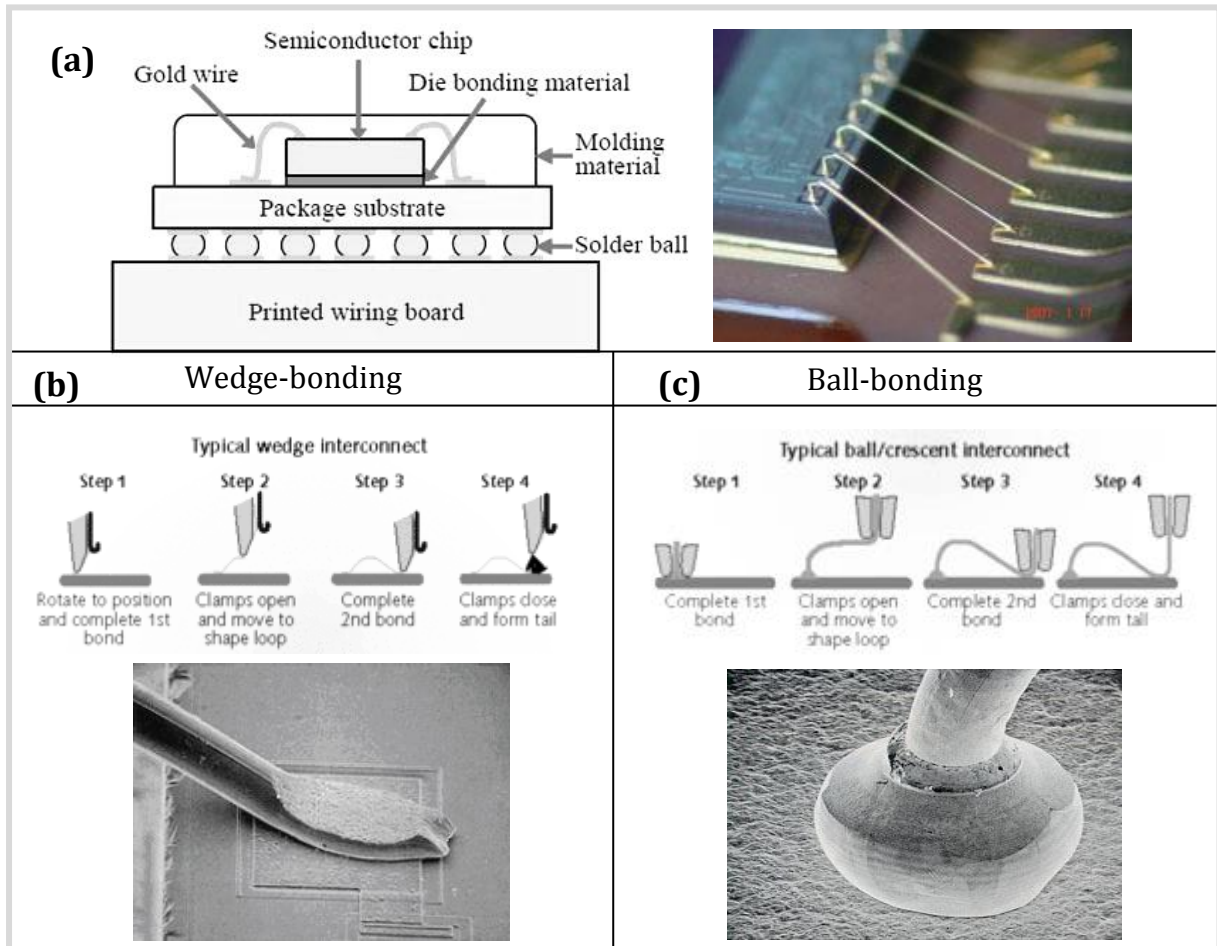 (a)
Semiconductor chip
Gold wire
Die bonding material
Molding
material
Package substrate
Solder ball
Printed wiring board
2007 1 17
(b) Wedge-bonding
Typical wedge interconnect
Step 1 Step 2 Step 3 Step 4
Rotate to position
and complete 1st
bond
Clamps open
and move to
shape loop
Complete
2nd bond
Clamps close
and form tail
(c) Ball-bonding
Typical ball/crescent interconnect
Step 1 Step 2 Step 3 Step 4
Complete 1st
bond
Clamps open
and move to
shape loop
Complete 2nd
bond
Clamps close and
form tail